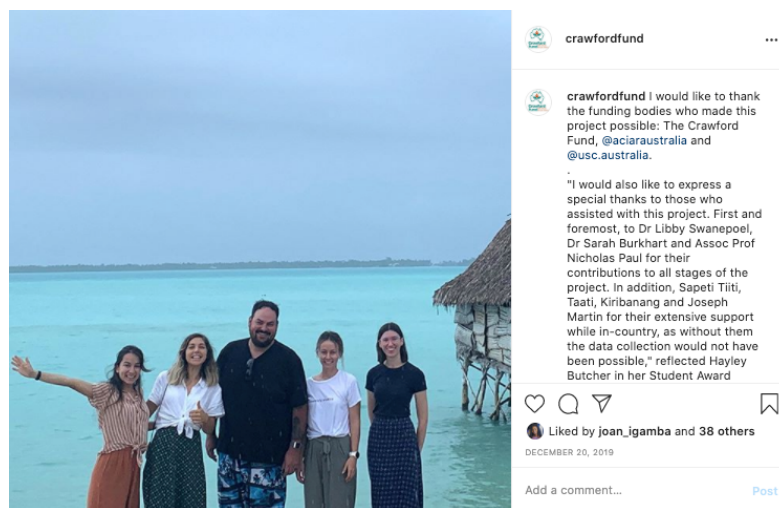 crawfordfund
crawfordfund I would like to thank
the funding bodies who made this
project possible: The Crawford
Fund, @aciaraustralia and
@usc.australia.
.
"I would also like to express a
special thanks to those who
assisted with this project. First and
foremost, to Dr Libby Swanepoel,
Dr Sarah Burkhart and Assoc Prof
Nicholas Paul for their
contributions to all stages of the
project. In addition, Sapeti Tiiti,
Taati, Kiribanang and Joseph
Martin for their extensive support
while in-country, as without them
the data collection would not have
been possible," reflected Hayley
Butcher in her Student Award
Liked by joan_igamba and 38 others
DECEMBER 20, 2019
Add a comment...
Post